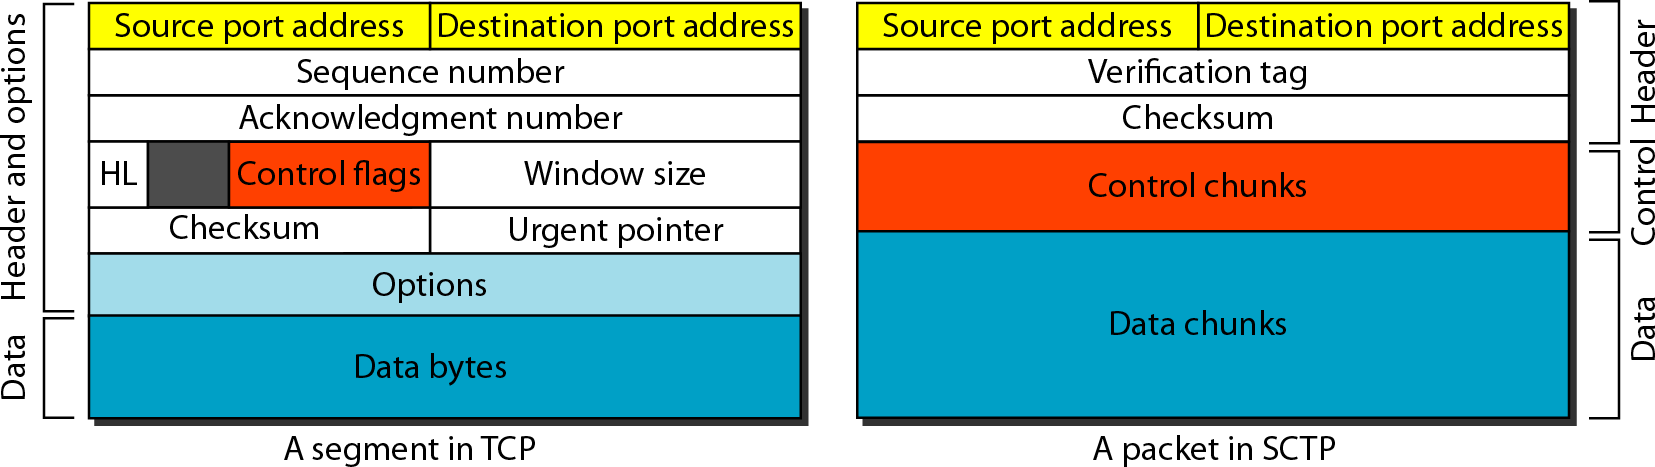 Header and options
Data
Source port address
Destination port address
Sequence number
Acknowledgment number
HL
Control flags
Window size
Checksum
Urgent pointer
Options
Data bytes
A segment in TCP
Source port address
Destination port address
Verification tag
Checksum
Control chunks
Data chunks
Header
Control
Data
A packet in SCTP